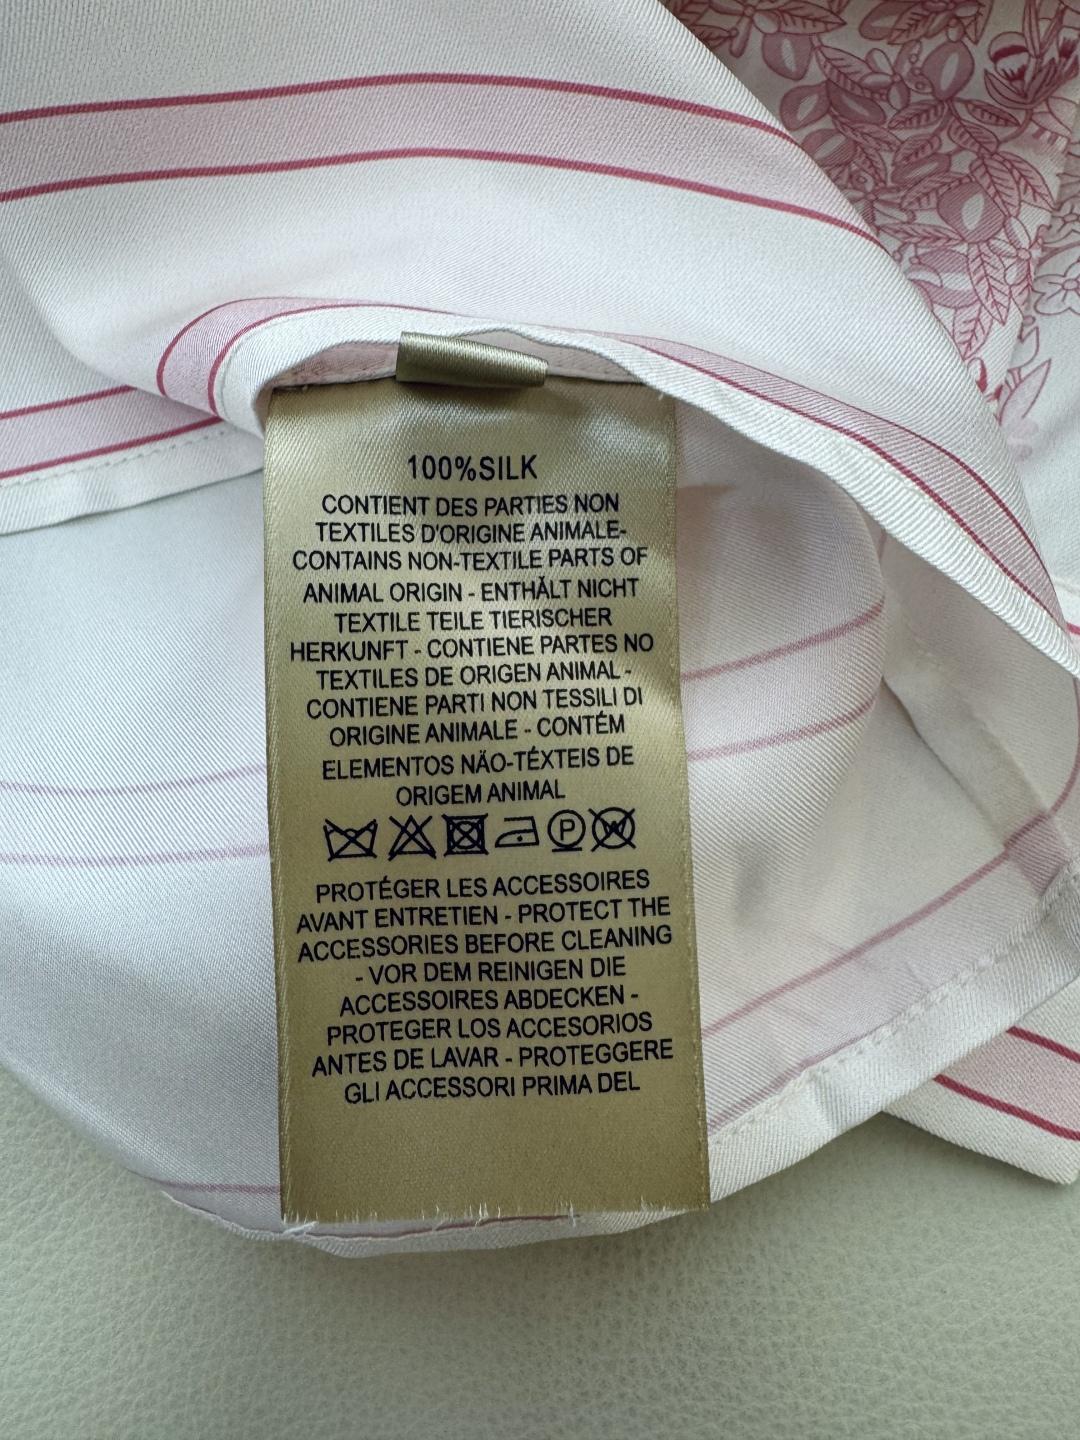 100%SILK
CONTIENT DES PARTIES NON
TEXTILES D'ORIGINE ANIMALE-
CONTAINS NON-TEXTILE PARTS OF
ANIMAL ORIGIN - ENTHĂLT NICHT
TEXTILE TEILE TIERISCHER
HERKUNFT - CONTIENE PARTES NO
TEXTILES DE ORIGEN ANIMAL -
CONTIENE PARTI NON TESSILI DI
ORIGINE ANIMALE - CONTÉM
ELEMENTOS NÃO-TÉXTEIS DE
ORIGEM ANIMAL
P W
PROTÉGER LES ACCESSOIRES
AVANT ENTRETIEN - PROTECT THE
ACCESSORIES BEFORE CLEANING
- VOR DEM REINIGEN DIE
ACCESSOIRES ABDECKEN -
PROTEGER LOS ACCESORIOS
ANTES DE LAVAR - PROTEGGERE
GLI ACCESSORI PRIMA DEL